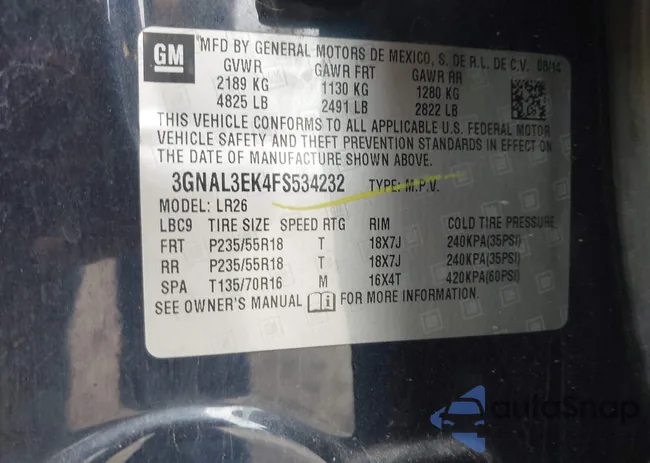 GM
MFD BY GENERAL MOTORS DE MEXICO, S. DE R.L. DE C.V. 08/14
GVWR GAWR FRT GAWR RR
2189 KG 1130 KG 1280 KG
4825 LB 2491 LB 2822 LB
THIS VEHICLE CONFORMS TO ALL APPLICABLE U.S. FEDERAL MOTOR
VEHICLE SAFETY AND THEFT PREVENTION STANDARDS IN EFFECT ON
THE DATE OF MANUFACTURE SHOWN ABOVE.
3GNAL3EK4FS534232 TYPE: M.P.V.
MODEL: LR26
LBC9 TIRE SIZE SPEED RTG RIM COLD TIRE PRESSURE
FRT P235/55R18 T 18X7J 240KPA(35PSI)
RR P235/55R18 T 18X7J 240KPA(35PSI)
SPA T135/70R16 M 16X4T 420KPA(60PSI)
SEE OWNER'S MANUAL i FOR MORE INFORMATION.
autoSnap